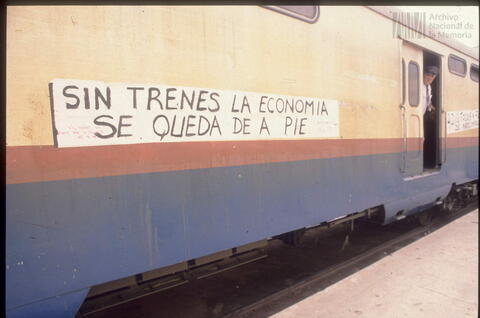 Archivo
Nacional de
la Memoria
SIN TRENES LA ECONOMIA
SE QUEDA DE A PIE